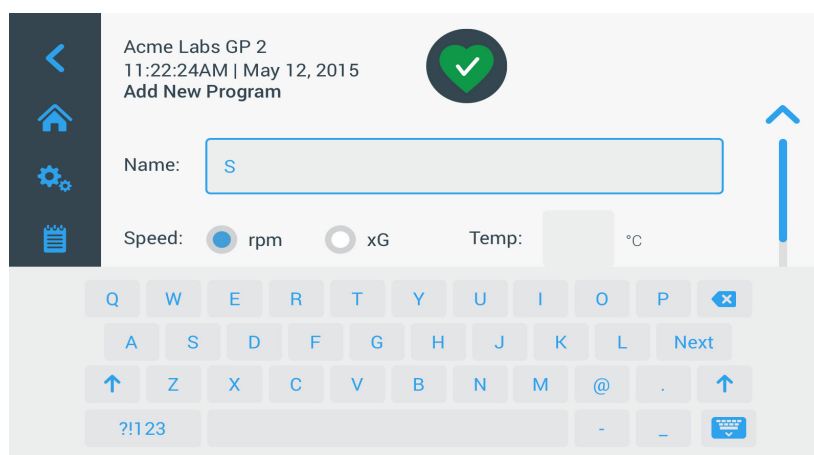 Acme Labs GP 2
11:22:24AM | May 12, 2015
Add New Program
Name: S
Speed: rpm xG Temp: °C
Q W E R T Y U I O P
A S D F G H J K L Next
Z X C V B N M @ .
?!123 - _